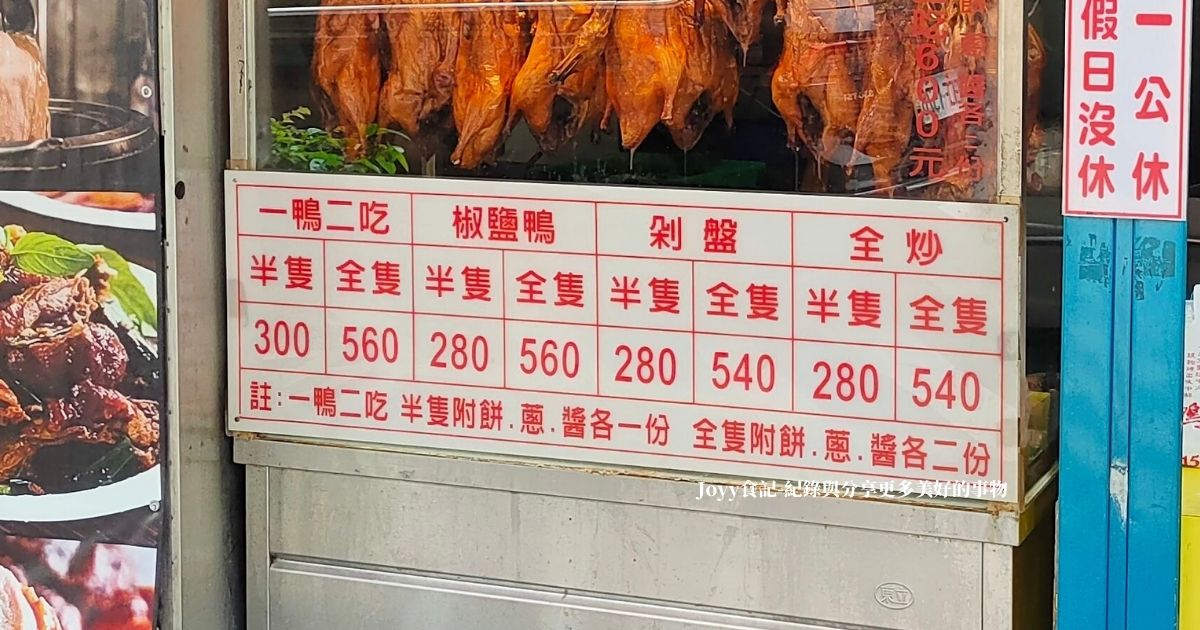 600元
一鴨二吃 椒鹽鴨 剁盤 全炒
半隻 全隻 半隻 全隻 半隻 全隻 半隻 全隻
300 560 280 560 280 540 280 540
註:一鴨二吃 半隻附餅.蔥.醬各一份 全隻附餅.蔥.醬各二份
Joyy食記-紀錄與分享更多美好的事物
一公休
假日沒休